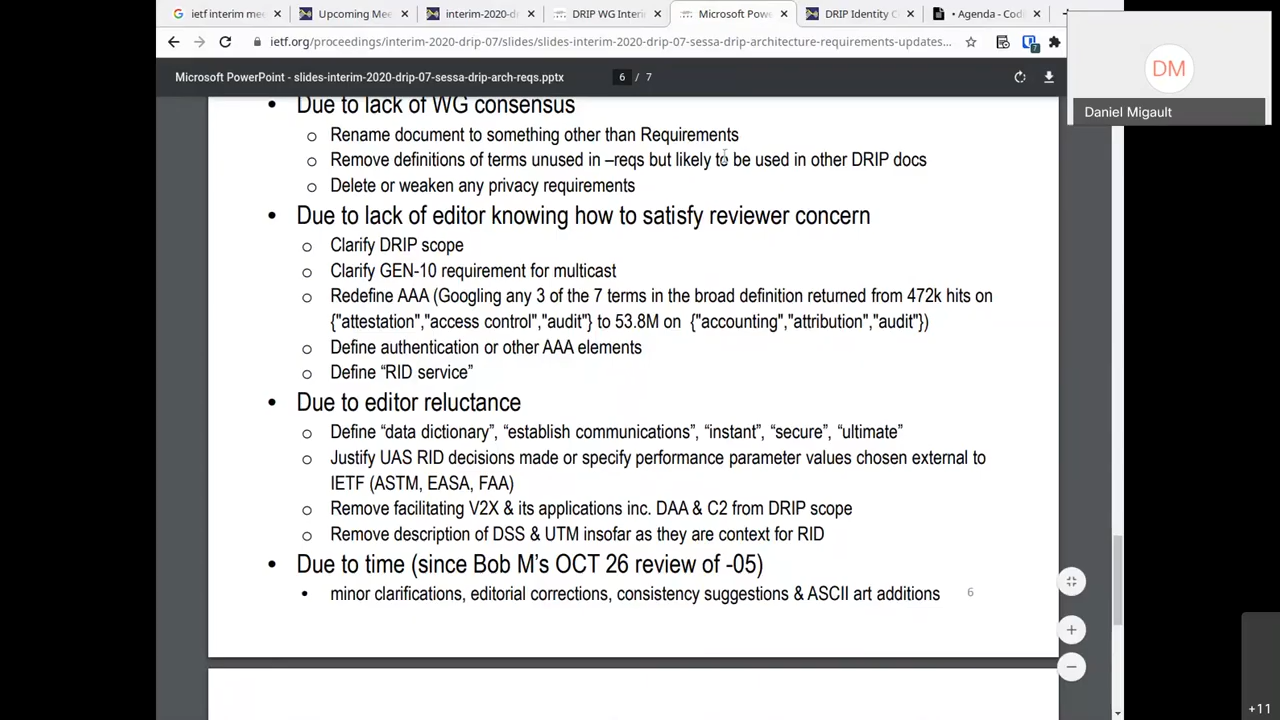 ietf interim mee
Upcoming Mee
interim-2020-d
DRIP WG Interi
Microsoft Pow
DRIP Identity C
• Agenda - Codi
ietf.org/proceedings/interim-2020-drip-07/slides/slides-interim-2020-drip-07-sessa-drip-architecture-requirements-updates...
DM
Daniel Migault
Microsoft PowerPoint - slides-interim-2020-drip-07-sessa-drip-arch-reqs.pptx
6 / 7
• Due to lack of WG consensus
o Rename document to something other than Requirements
o Remove definitions of terms unused in –reqs but likely to be used in other DRIP docs
o Delete or weaken any privacy requirements
• Due to lack of editor knowing how to satisfy reviewer concern
o Clarify DRIP scope
o Clarify GEN-10 requirement for multicast
o Redefine AAA (Googling any 3 of the 7 terms in the broad definition returned from 472k hits on
{"attestation","access control","audit"} to 53.8M on {"accounting","attribution","audit"})
o Define authentication or other AAA elements
o Define “RID service”
• Due to editor reluctance
o Define “data dictionary”, “establish communications”, “instant”, “secure”, “ultimate”
o Justify UAS RID decisions made or specify performance parameter values chosen external to
IETF (ASTM, EASA, FAA)
o Remove facilitating V2X & its applications inc. DAA & C2 from DRIP scope
o Remove description of DSS & UTM insofar as they are context for RID
• Due to time (since Bob M’s OCT 26 review of -05)
• minor clarifications, editorial corrections, consistency suggestions & ASCII art additions
6
+11